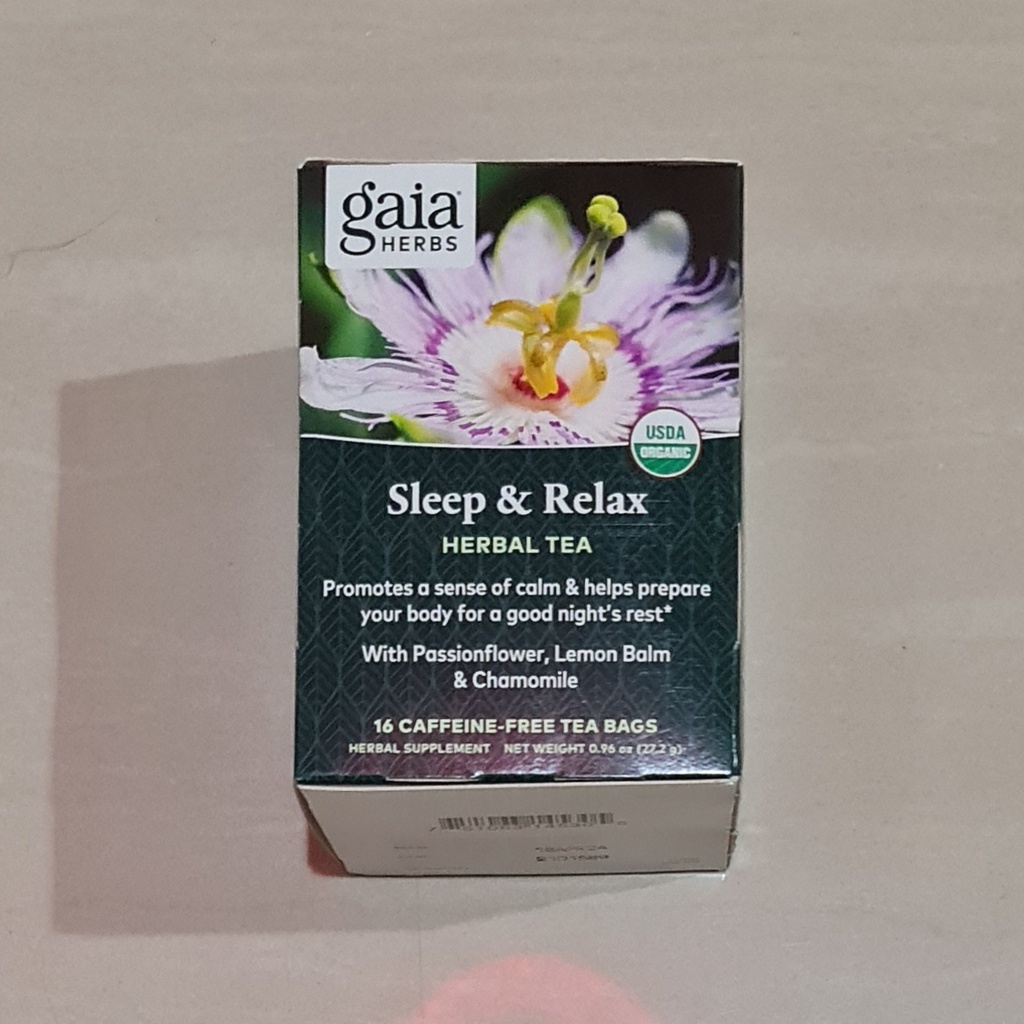 gaia
HERBS
USDA
ORGANIC
Sleep & Relax
HERBAL TEA
Promotes a sense of calm & helps prepare
your body for a good night's rest*
With Passionflower, Lemon Balm
& Chamomile
16 CAFFEINE-FREE TEA BAGS
HERBAL SUPPLEMENT NET WEIGHT 0.96 oz (27.2 g)